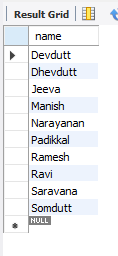 Result Grid
name
Devdutt
Dhevdutt
Jeeva
Manish
Narayanan
Padikkal
Ramesh
Ravi
Saravana
Somdutt
NULL